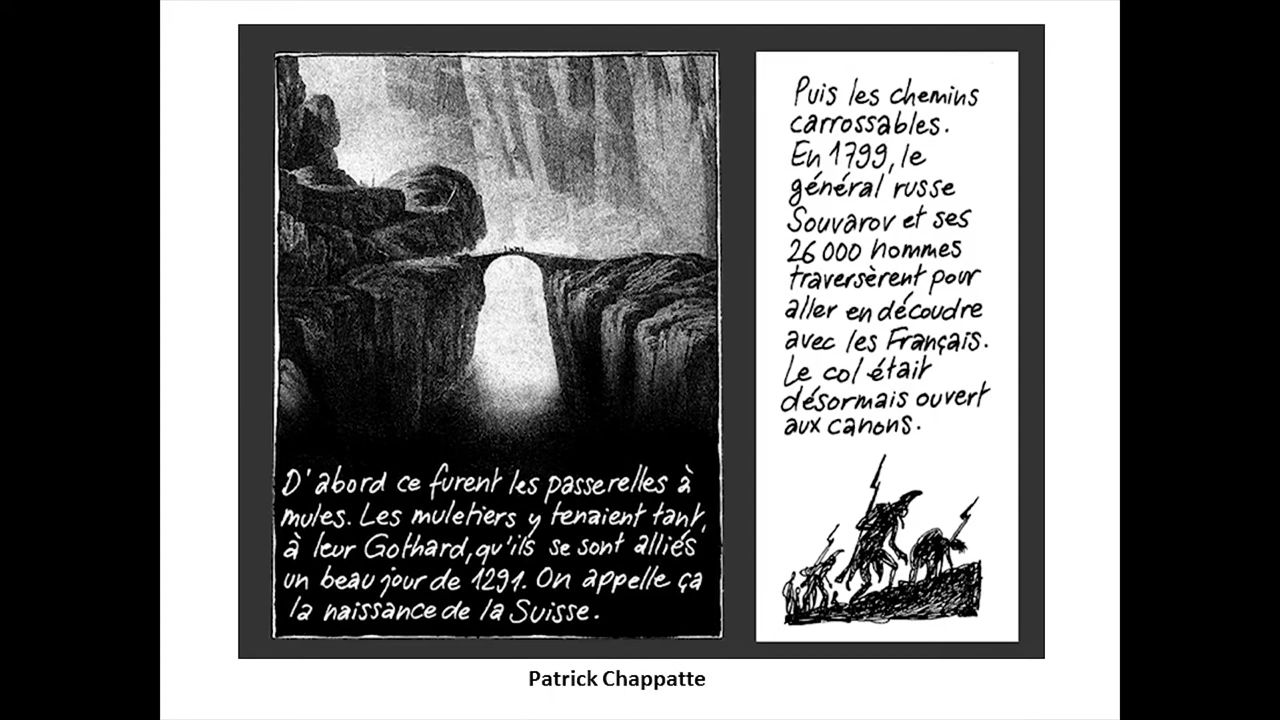 D'abord ce furent les passerelles à
mules. Les muletiers y tenaient tant,
à leur Gothard, qu'ils se sont alliés
un beau jour de 1291. On appelle ça
la naissance de la Suisse.
Puis les chemins
carrossables.
En 1799, le
général russe
Souvarov et ses
26 000 hommes
traversèrent pour
aller en découdre
avec les Français.
Le col était
désormais ouvert
aux canons.
Patrick Chappatte